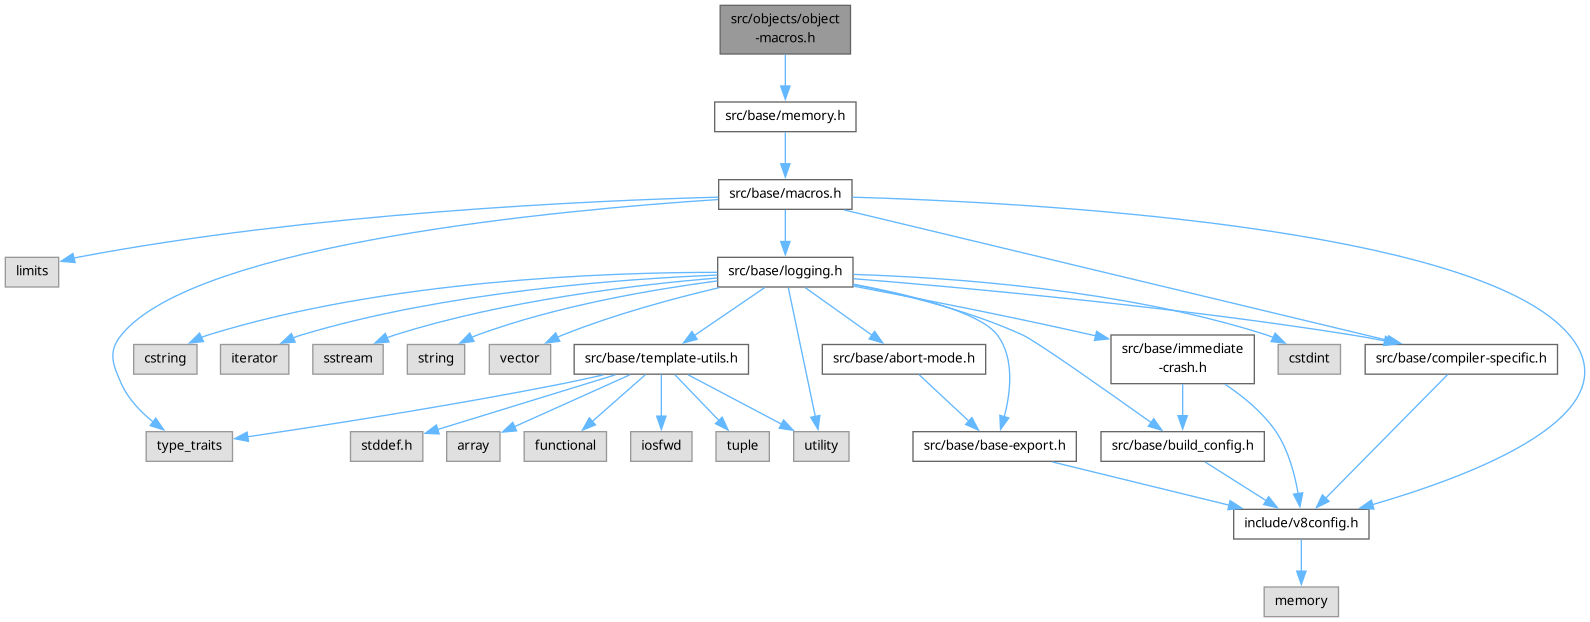 src/objects/object
-macros.h
src/base/memory.h
src/base/macros.h
limits
src/base/logging.h
cstring
iterator
sstream
string
vector
src/base/template-utils.h
src/base/abort-mode.h
src/base/immediate
-crash.h
cstdint
src/base/compiler-specific.h
type_traits
stddef.h
array
functional
iosfwd
tuple
utility
src/base/base-export.h
src/base/build_config.h
include/v8config.h
memory